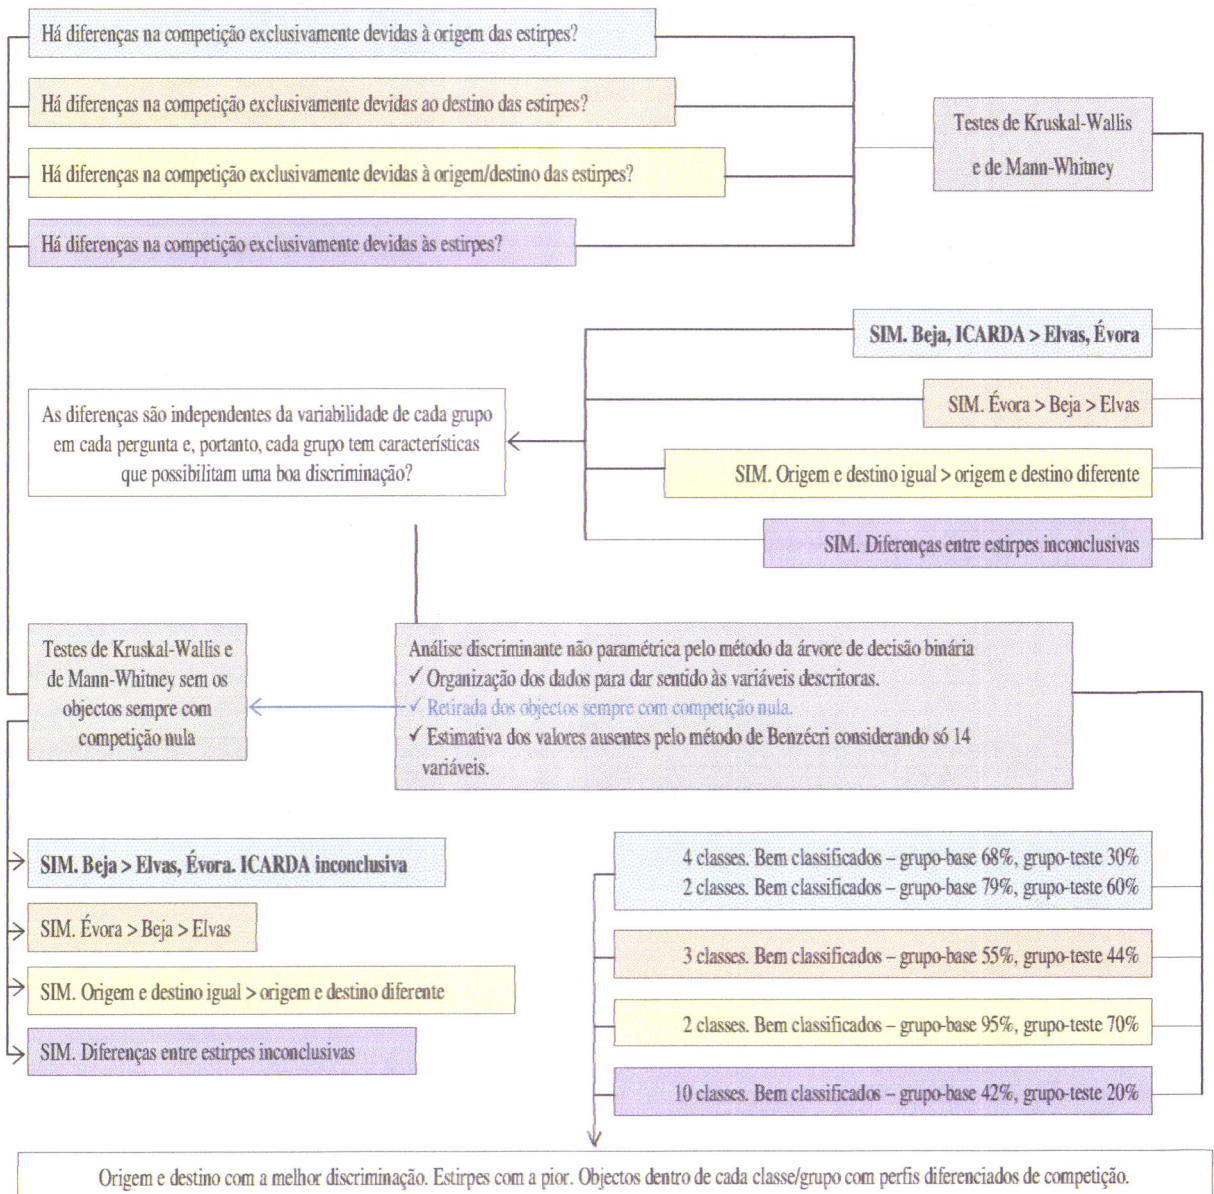 Há diferenças na competição exclusivamente devidas à origem das estirpes?
Há diferenças na competição exclusivamente devidas ao destino das estirpes?
Há diferenças na competição exclusivamente devidas à origem/destino das estirpes?
Há diferenças na competição exclusivamente devidas às estirpes?
Testes de Kruskal-Wallis
e de Mann-Whitney
SIM. Beja, ICARDA > Elvas, Évora
SIM. Évora > Beja > Elvas
SIM. Origem e destino igual > origem e destino diferente
SIM. Diferenças entre estirpes inconclusivas
As diferenças são independentes da variabilidade de cada grupo
em cada pergunta e, portanto, cada grupo tem características
que possibilitam uma boa discriminação?
Testes de Kruskal-Wallis e
de Mann-Whitney sem os
objectos sempre com
competição nula
Análise discriminante não paramétrica pelo método da árvore de decisão binária
✓ Organização dos dados para dar sentido às variáveis descritoras.
✓ Retirada dos objectos sempre com competição nula.
✓ Estimativa dos valores ausentes pelo método de Benzécri considerando só 14
variáveis.
SIM. Beja > Elvas, Évora. ICARDA inconclusiva
SIM. Évora > Beja > Elvas
SIM. Origem e destino igual > origem e destino diferente
SIM. Diferenças entre estirpes inconclusivas
4 classes. Bem classificados – grupo-base 68%, grupo-teste 30%
2 classes. Bem classificados – grupo-base 79%, grupo-teste 60%
3 classes. Bem classificados – grupo-base 55%, grupo-teste 44%
2 classes. Bem classificados – grupo-base 95%, grupo-teste 70%
10 classes. Bem classificados – grupo-base 42%, grupo-teste 20%
Origem e destino com a melhor discriminação. Estirpes com a pior. Objectos dentro de cada classe/grupo com perfis diferenciados de competição.